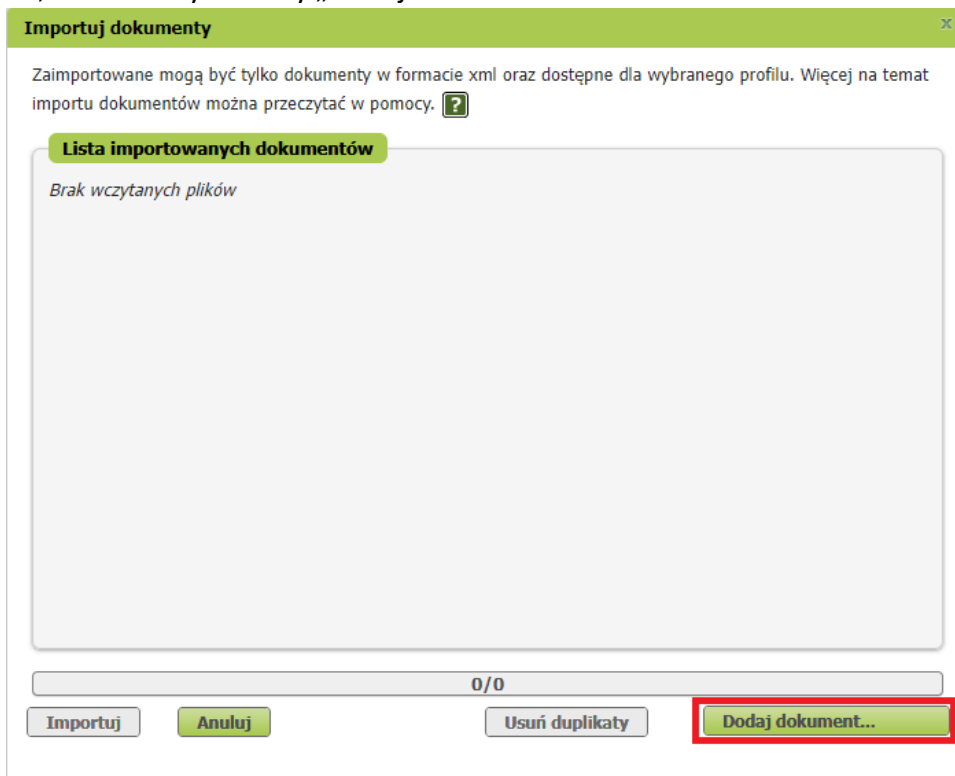 Importuj dokumenty
x
Zaimportowane mogą być tylko dokumenty w formacie xml oraz dostępne dla wybranego profilu. Więcej na temat
importu dokumentów można przeczytać w pomocy. ?
Lista importowanych dokumentów
Brak wczytanych plików
0/0
Importuj Anuluj Usuń duplikaty Dodaj dokument...